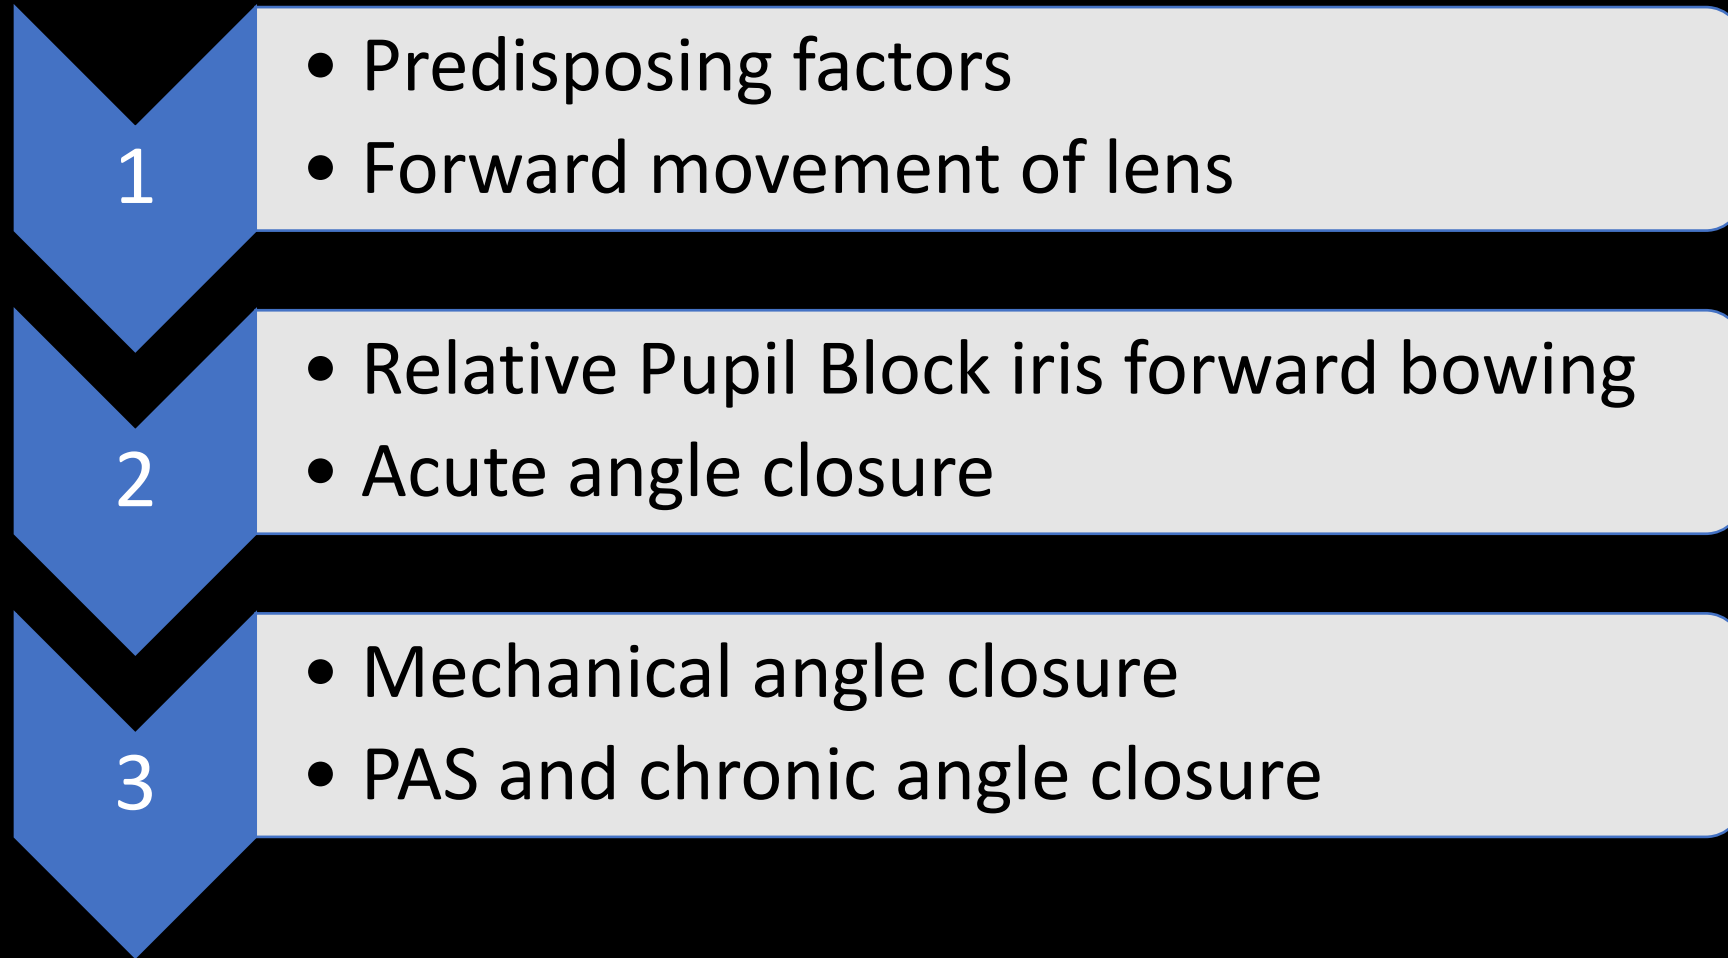 1
• Predisposing factors
• Forward movement of lens
2
• Relative Pupil Block iris forward bowing
• Acute angle closure
3
• Mechanical angle closure
• PAS and chronic angle closure